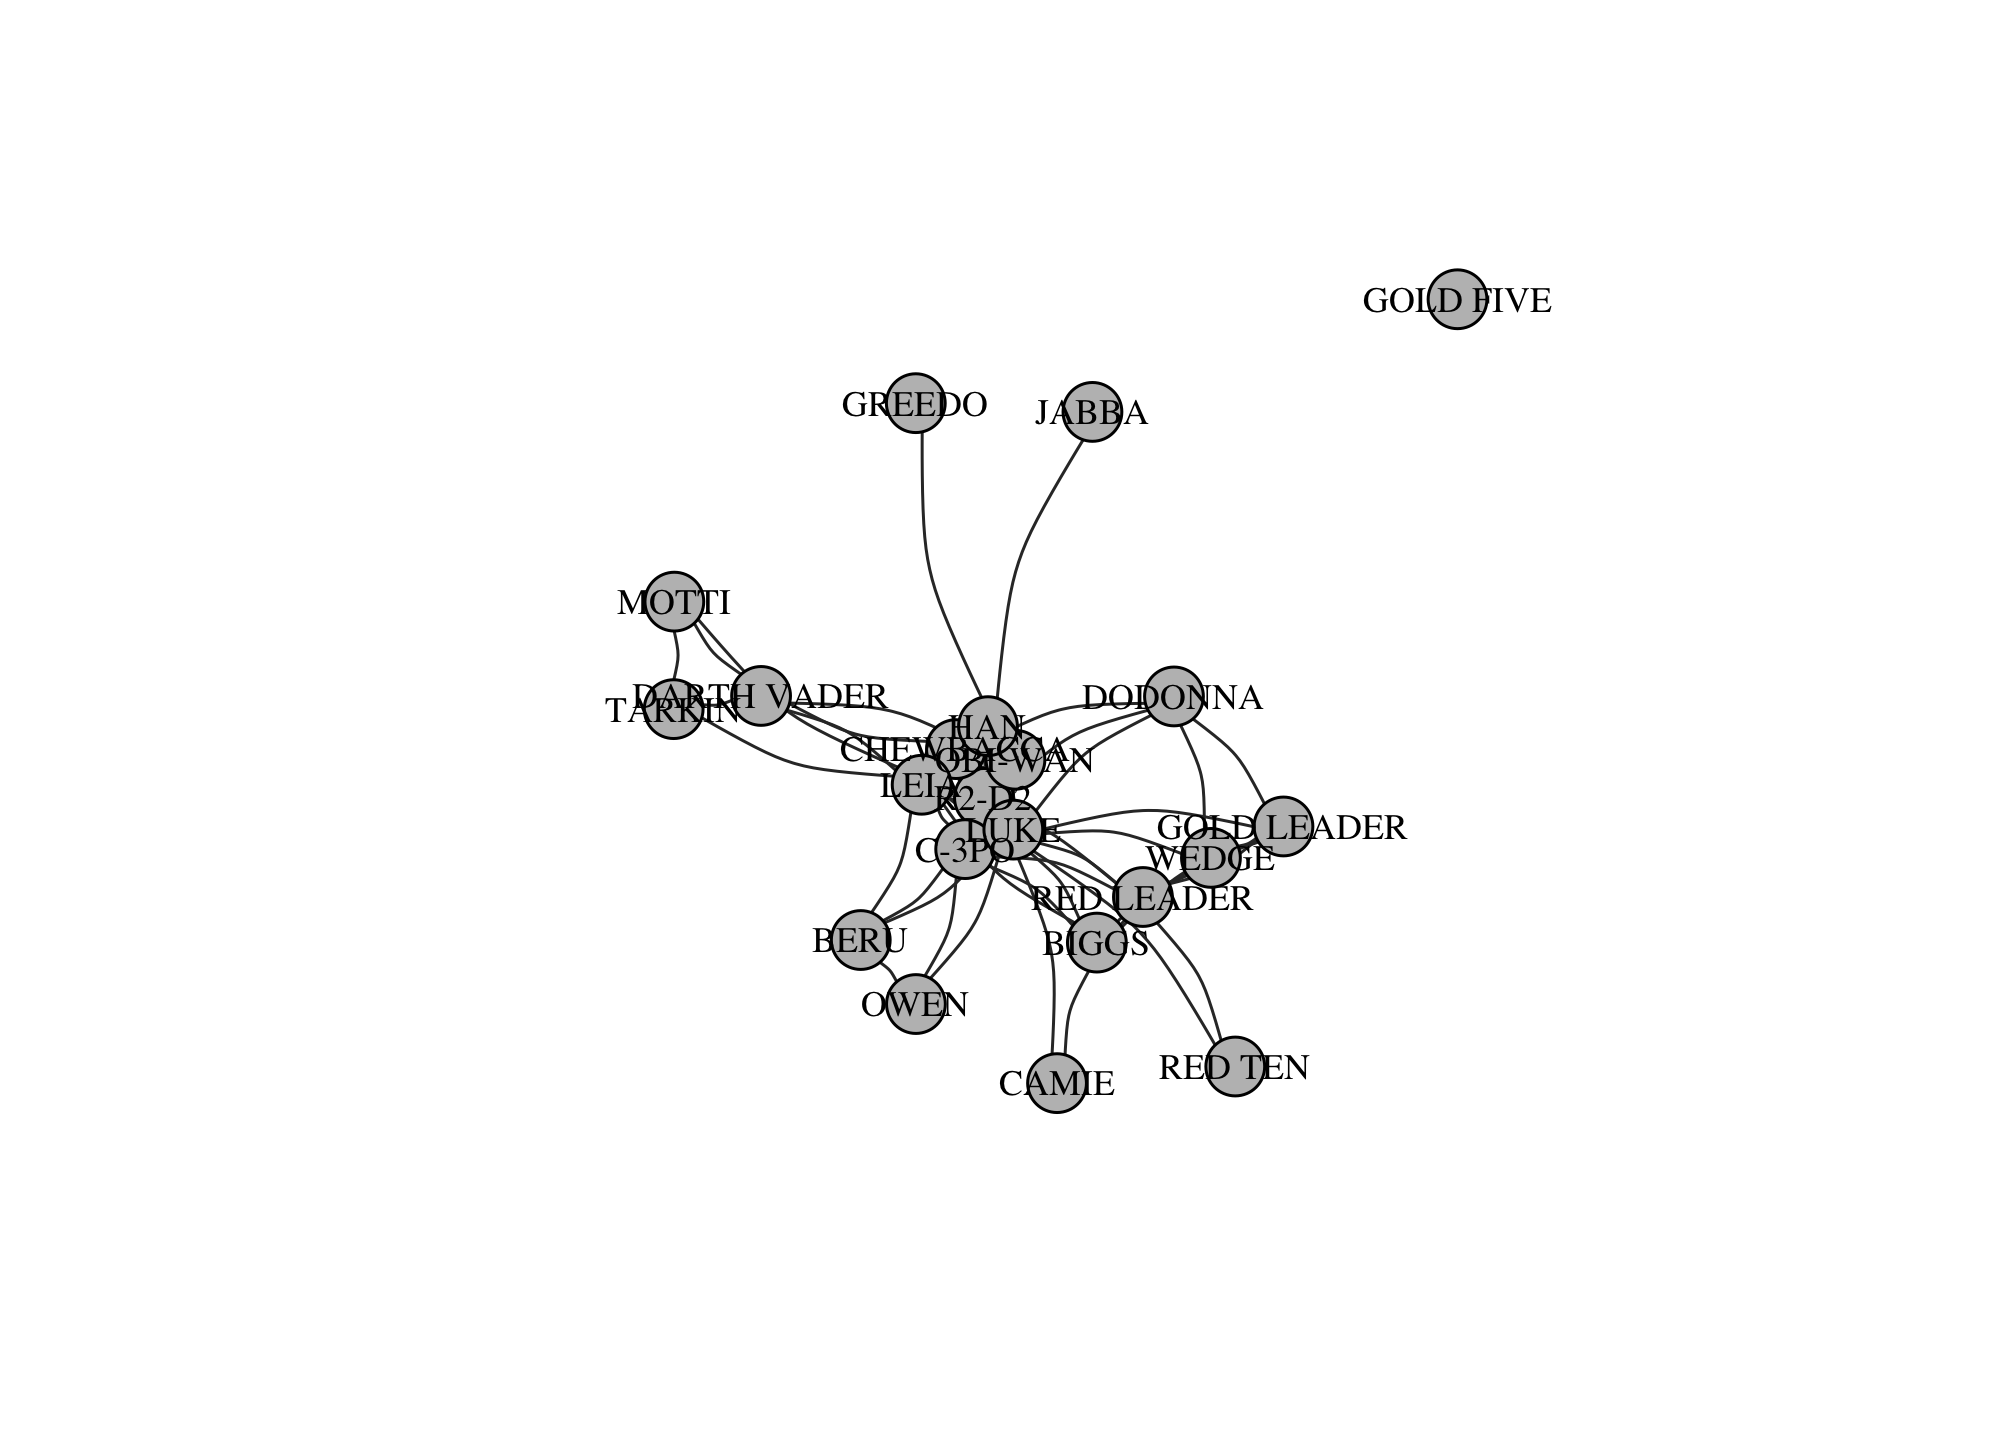 GOLD FIVE
GREEDO
JABBA
MOTTI
DARTH VADER
TARKIN
DODONNA
HAN
CHEWBACCA
OBI-WAN
LEIA
R2-D2
LUKE
C-3PO
GOLD LEADER
WEDGE
RED LEADER
BIGGS
BERU
OWEN
RED TEN
CAMIE